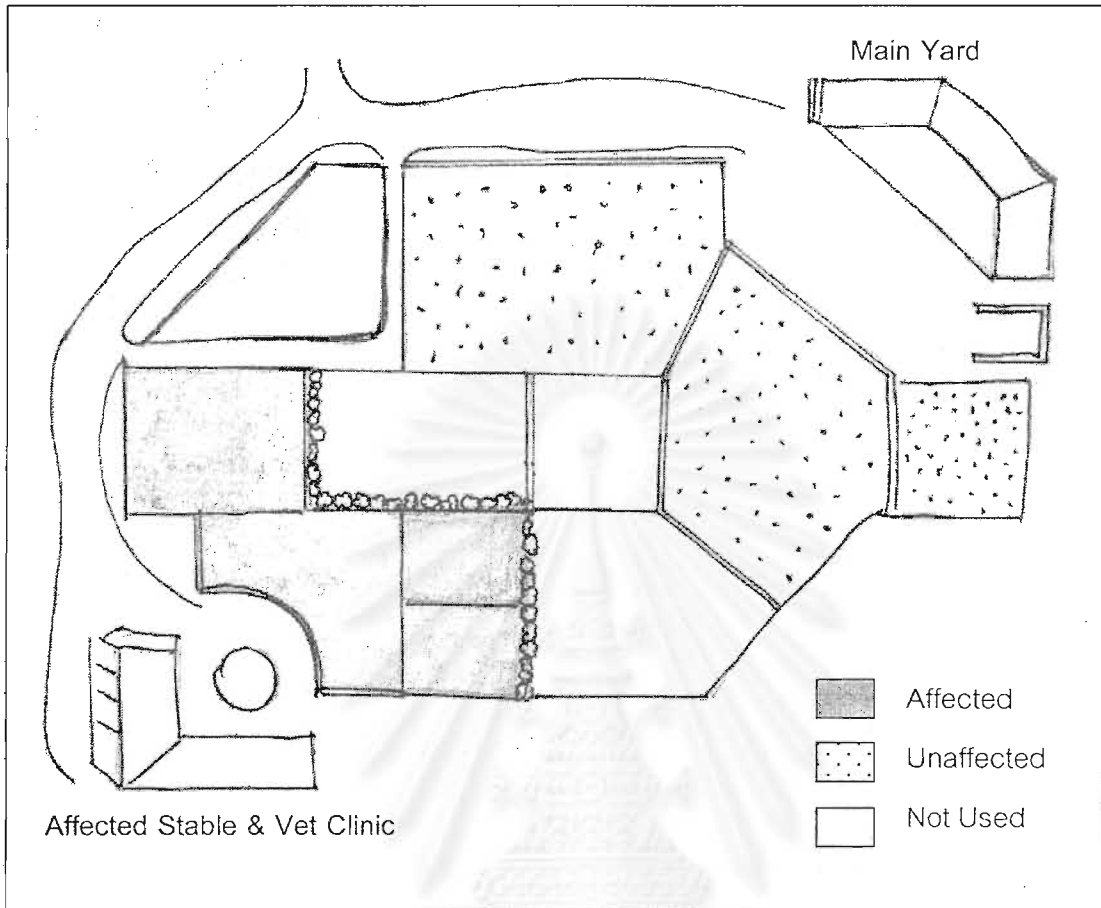 Main Yard
Affected
Unaffected
Not Used
Affected Stable & Vet Clinic